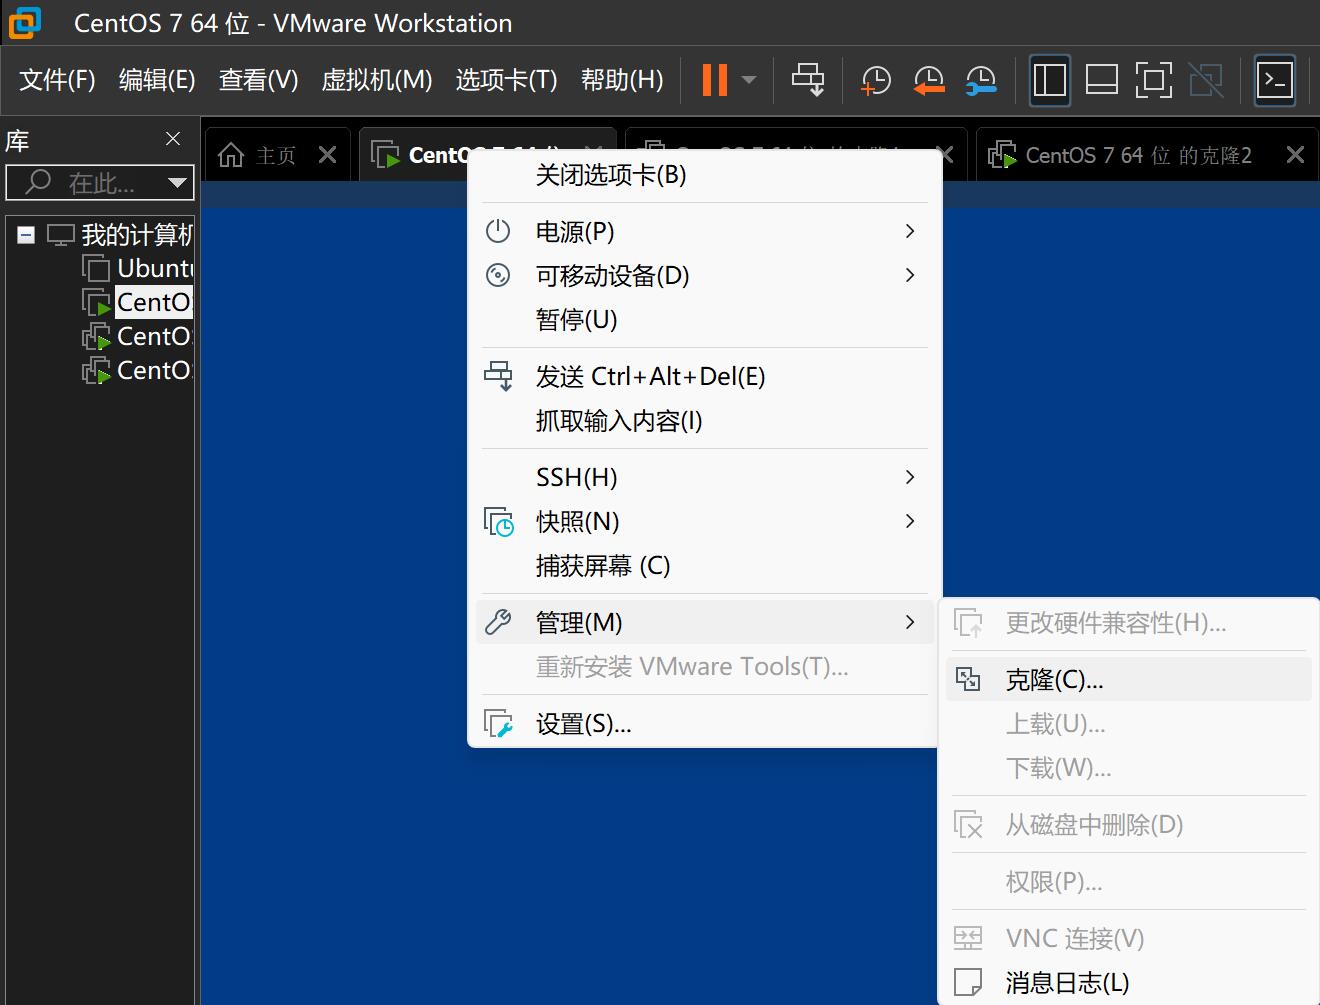 CentOS 7 64 位 - VMware Workstation
文件(F) 编辑(E) 查看(V) 虚拟机(M) 选项卡(T) 帮助(H)
库
在此...
我的计算机
Ubuntu
CentOS
CentOS
CentOS
主页
CentOS 7 64 位 的克隆2
关闭选项卡(B)
电源(P)
可移动设备(D)
暂停(U)
发送 Ctrl+Alt+Del(E)
抓取输入内容(I)
SSH(H)
快照(N)
捕获屏幕 (C)
管理(M)
重新安装 VMware Tools(T)...
设置(S)...
更改硬件兼容性(H)...
克隆(C)...
上载(U)...
下载(W)...
从磁盘中删除(D)
权限(P)...
VNC 连接(V)
消息日志(L)